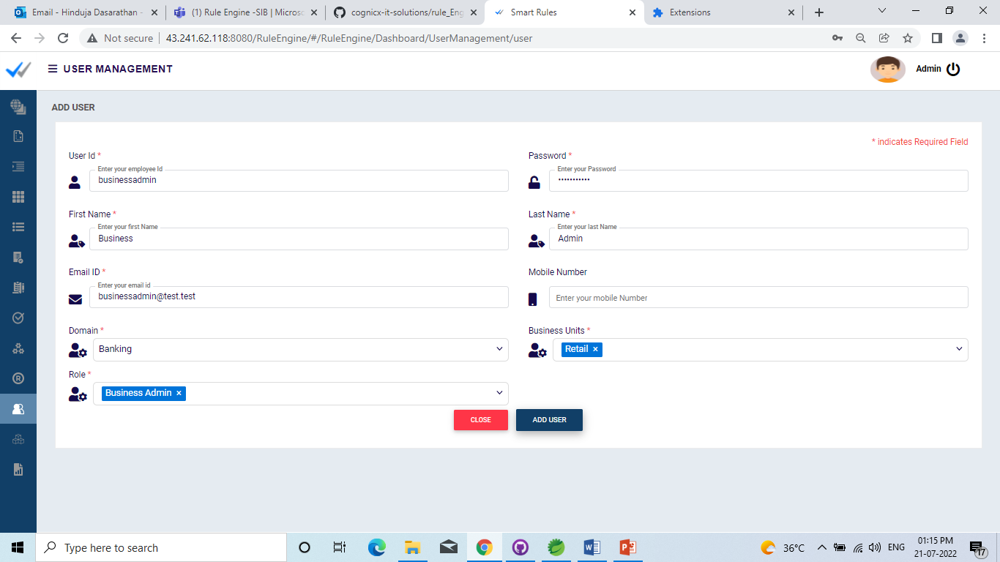 Email - Hinduja Dasarathan -
(1) Rule Engine -SIB | Microsc
cognicx-it-solutions/rule_Eng
Smart Rules
Extensions
Not secure
43.241.62.118:8080/RuleEngine/#/RuleEngine/Dashboard/UserManagement/user
USER MANAGEMENT
Admin
ADD USER
* indicates Required Field
User Id *
Password *
Enter your employee Id
Enter your Password
businessadmin
•••••••••••
First Name *
Last Name *
Enter your first Name
Enter your last Name
Business
Admin
Email ID *
Mobile Number
Enter your email id
businessadmin@test.test
Enter your mobile Number
Domain *
Business Units *
Banking
Retail ×
Role *
Business Admin ×
CLOSE
ADD USER
Type here to search
36°C
ENG
01:15 PM
21-07-2022
17